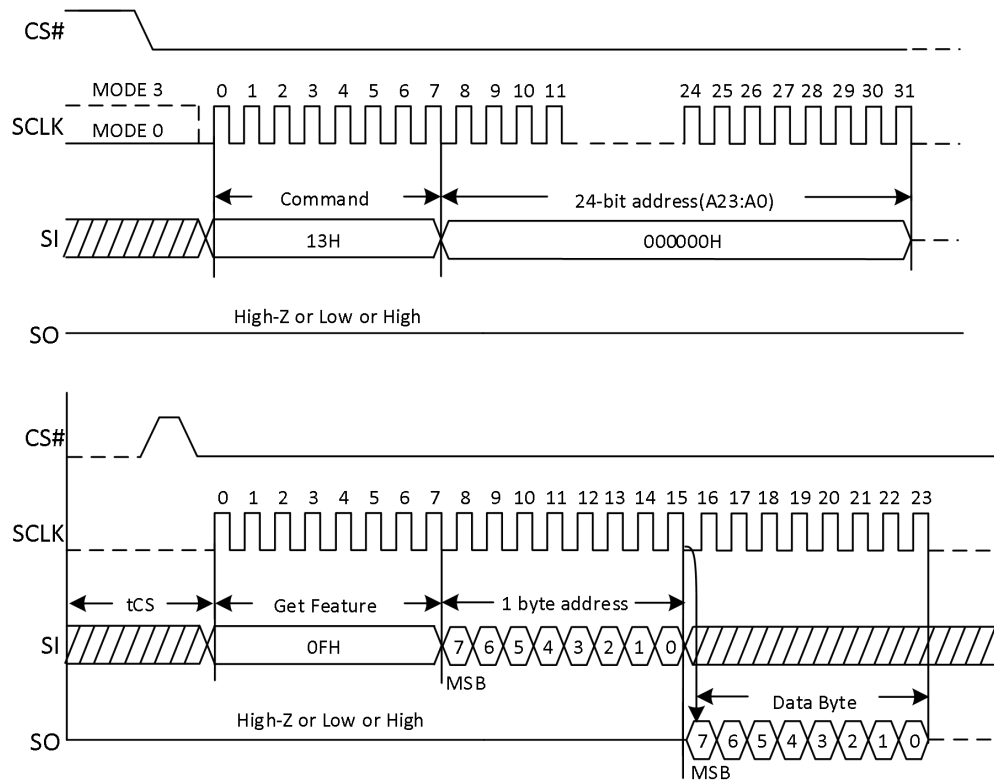 CS#
MODE 3
0 1 2 3 4 5 6 7 8 9 10 11 24 25 26 27 28 29 30 31
SCLK
MODE 0
Command 24-bit address(A23:A0)
SI 13H 000000H
High-Z or Low or High
SO
CS#
0 1 2 3 4 5 6 7 8 9 10 11 12 13 14 15 16 17 18 19 20 21 22 23
SCLK
tCS Get Feature 1 byte address
SI 0FH 7 6 5 4 3 2 1 0
MSB
High-Z or Low or High Data Byte
SO 7 6 5 4 3 2 1 0
MSB